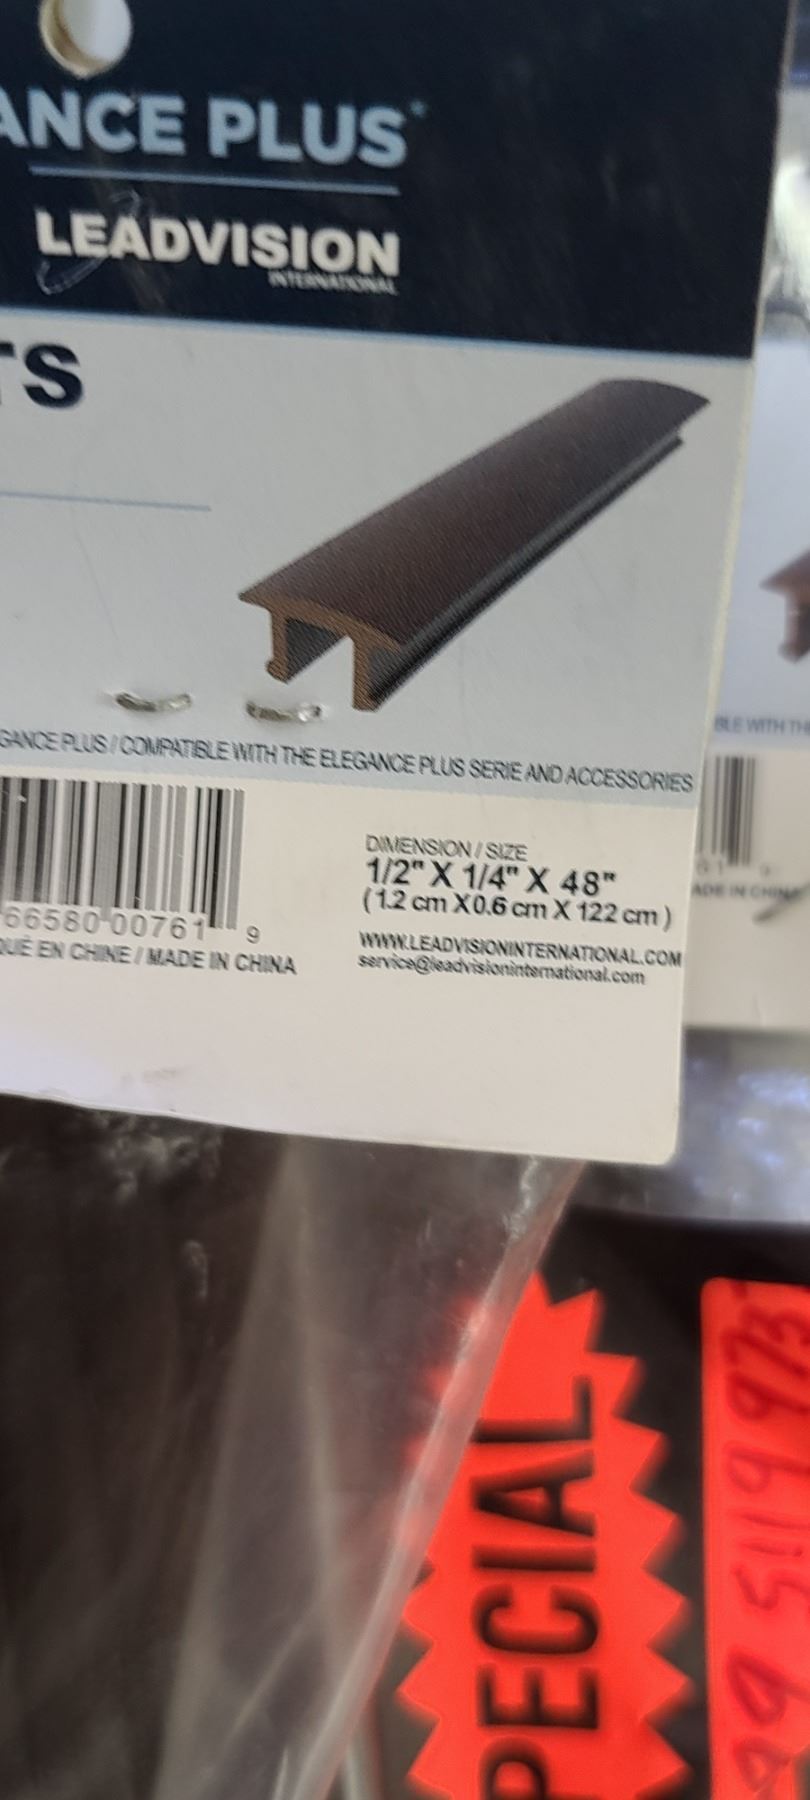 ANCE PLUS
LEADVISION
INTERNATIONAL
TS
GANCE PLUS / COMPATIBLE WITH THE ELEGANCE PLUS SERIE AND ACCESSORIES
BLE WITH THE
DIMENSION / SIZE
1/2" X 1/4" X 48"
( 1.2 cm X 0.6 cm X 122 cm )
66580 00761 9
QUÉ EN CHINE / MADE IN CHINA
ADE IN CHINA
WWW.LEADVISIONINTERNATIONAL.COM
service@leadvisioninternational.com
PECIAL